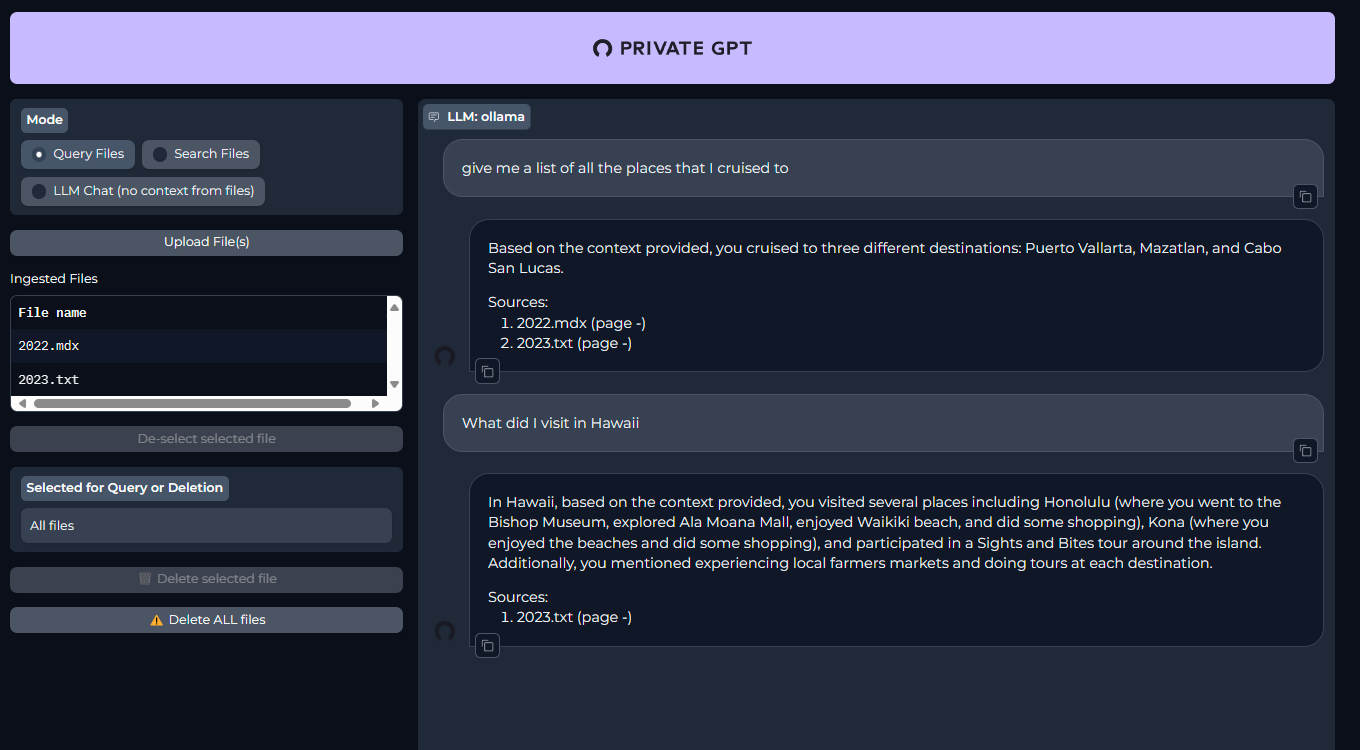 PRIVATE GPT
Mode
Query Files
Search Files
LLM Chat (no context from files)
Upload File(s)
Ingested Files
File name
2022.mdx
2023.txt
De-select selected file
Selected for Query or Deletion
All files
🗑️ Delete selected file
⚠️ Delete ALL files
LLM: ollama
give me a list of all the places that I cruised to
Based on the context provided, you cruised to three different destinations: Puerto Vallarta, Mazatlan, and Cabo
San Lucas.
Sources:
1. 2022.mdx (page -)
2. 2023.txt (page -)
What did I visit in Hawaii
In Hawaii, based on the context provided, you visited several places including Honolulu (where you went to the
Bishop Museum, explored Ala Moana Mall, enjoyed Waikiki beach, and did some shopping), Kona (where you
enjoyed the beaches and did some shopping), and participated in a Sights and Bites tour around the island.
Additionally, you mentioned experiencing local farmers markets and doing tours at each destination.
Sources:
1. 2023.txt (page -)